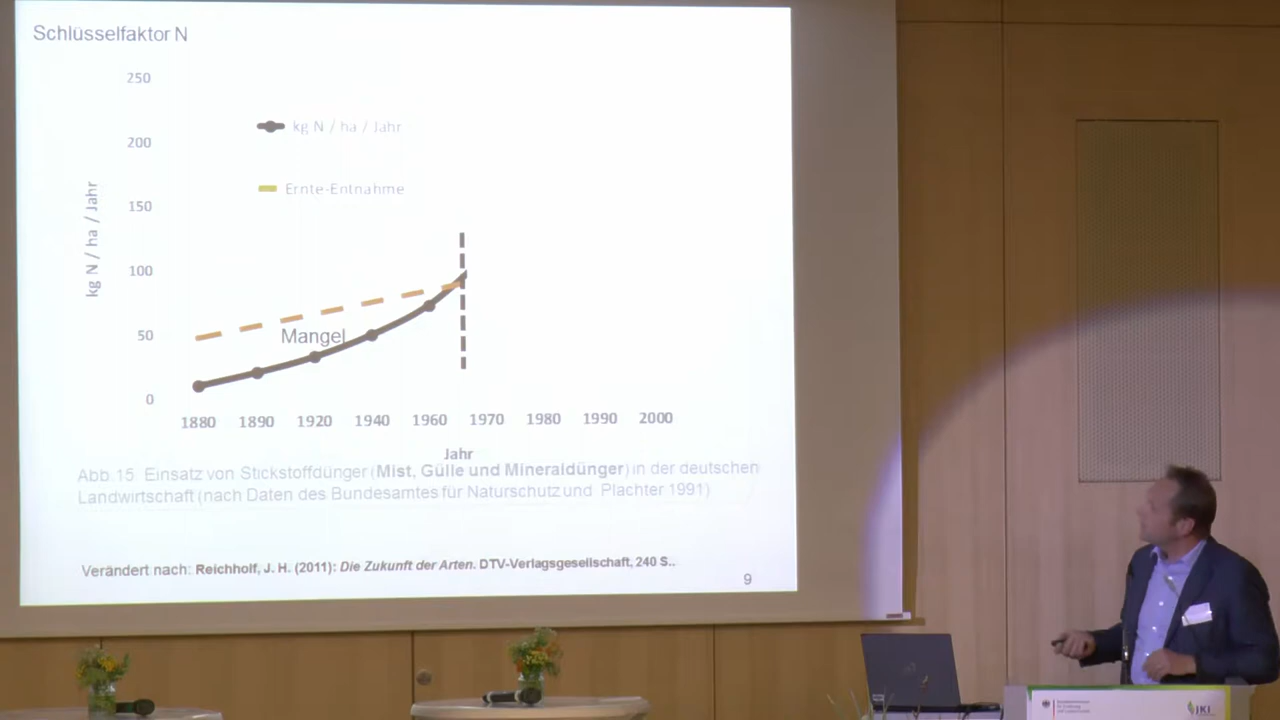 Schlüsselfaktor N
250
200
150
100
50
0
kg N / ha / Jahr
kg N / ha / Jahr
Ernte-Entnahme
Mangel
1880 1890 1920 1940 1960 1970 1980 1990 2000
Jahr
Abb.15 Einsatz von Stickstoffdünger (Mist, Gülle und Mineraldünger) in der deutschen
Landwirtschaft (nach Daten des Bundesamtes für Naturschutz und Plachter 1991)
Verändert nach: Reichholf, J. H. (2011): Die Zukunft der Arten. DTV-Verlagsgesellschaft, 240 S..
9
JKI